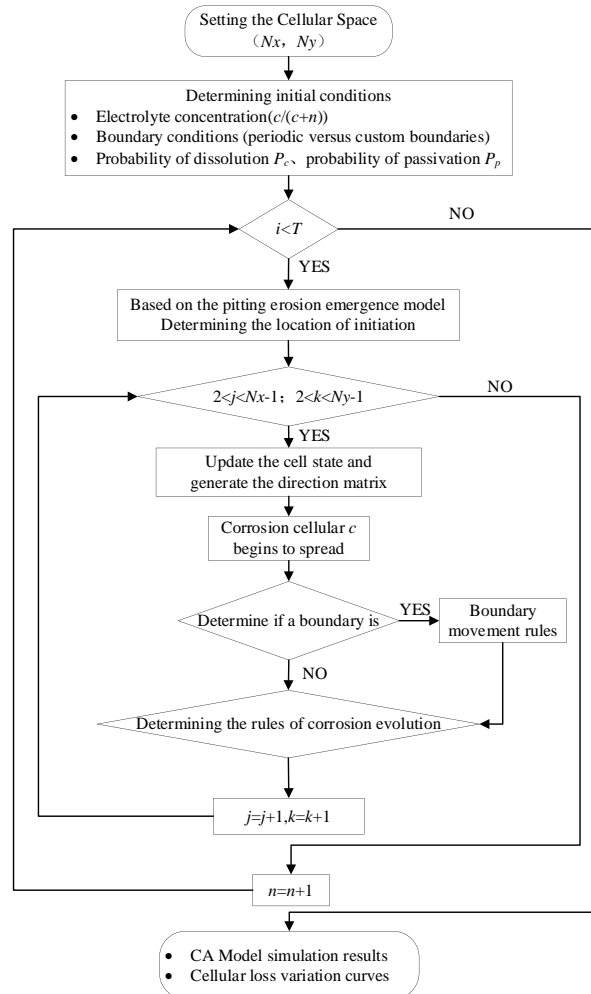 Setting the Cellular Space
（Nx，Ny）
Determining initial conditions
• Electrolyte concentration(c/(c+n))
• Boundary conditions (periodic versus custom boundaries)
• Probability of dissolution Pc、probability of passivation Pp
i<T
NO
YES
Based on the pitting erosion emergence model
Determining the location of initiation
2<j<Nx-1；2<k<Ny-1
NO
YES
Update the cell state and
generate the direction matrix
Corrosion cellular c
begins to spread
Determine if a boundary is
YES
Boundary
movement rules
NO
Determining the rules of corrosion evolution
j=j+1,k=k+1
n=n+1
• CA Model simulation results
• Cellular loss variation curves